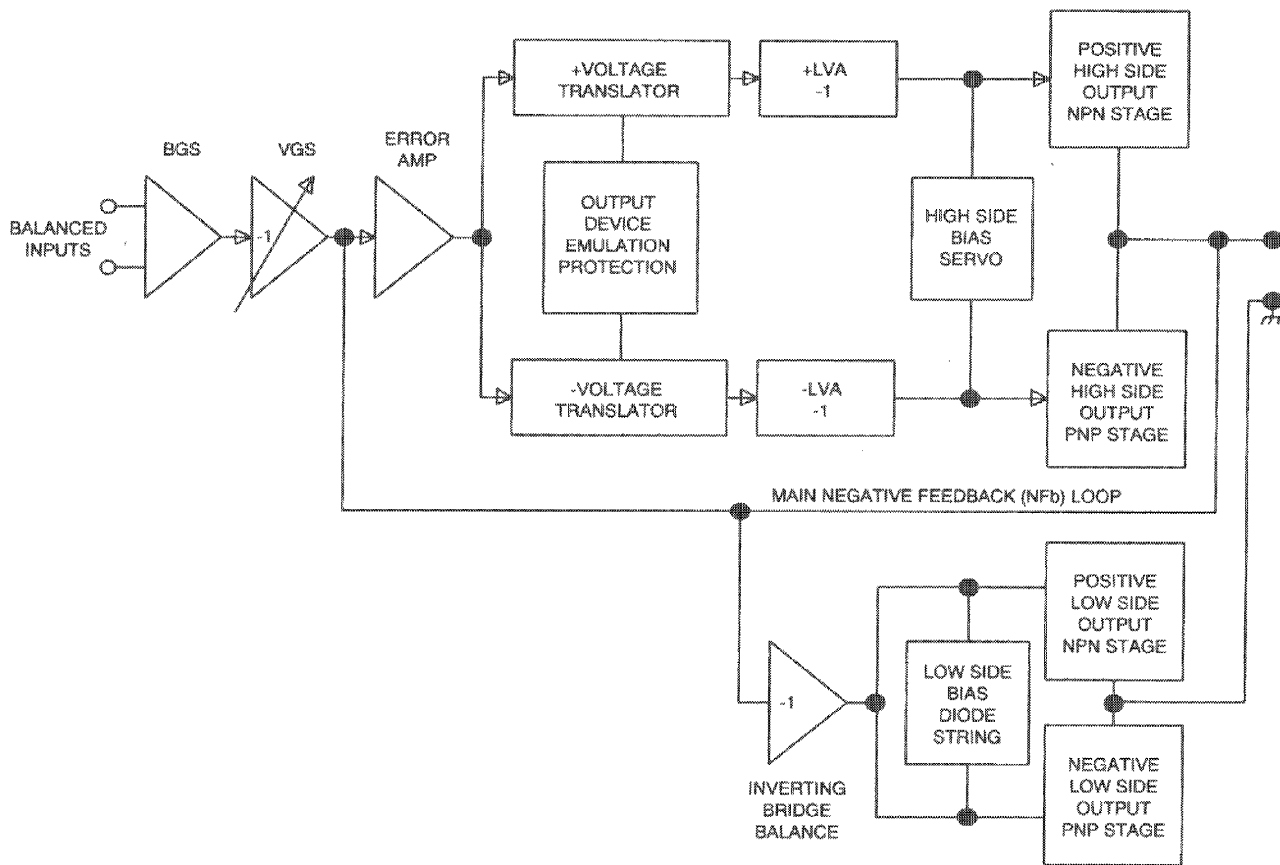 BALANCED
INPUTS
BGS
VGS
-1
ERROR
AMP
+VOLTAGE
TRANSLATOR
+LVA
-1
POSITIVE
HIGH SIDE
OUTPUT
NPN STAGE
OUTPUT
DEVICE
EMULATION
PROTECTION
HIGH SIDE
BIAS
SERVO
-VOLTAGE
TRANSLATOR
-LVA
-1
NEGATIVE
HIGH SIDE
OUTPUT
PNP STAGE
MAIN NEGATIVE FEEDBACK (NFb) LOOP
-1
INVERTING
BRIDGE
BALANCE
LOW SIDE
BIAS
DIODE
STRING
POSITIVE
LOW SIDE
OUTPUT
NPN STAGE
NEGATIVE
LOW SIDE
OUTPUT
PNP STAGE